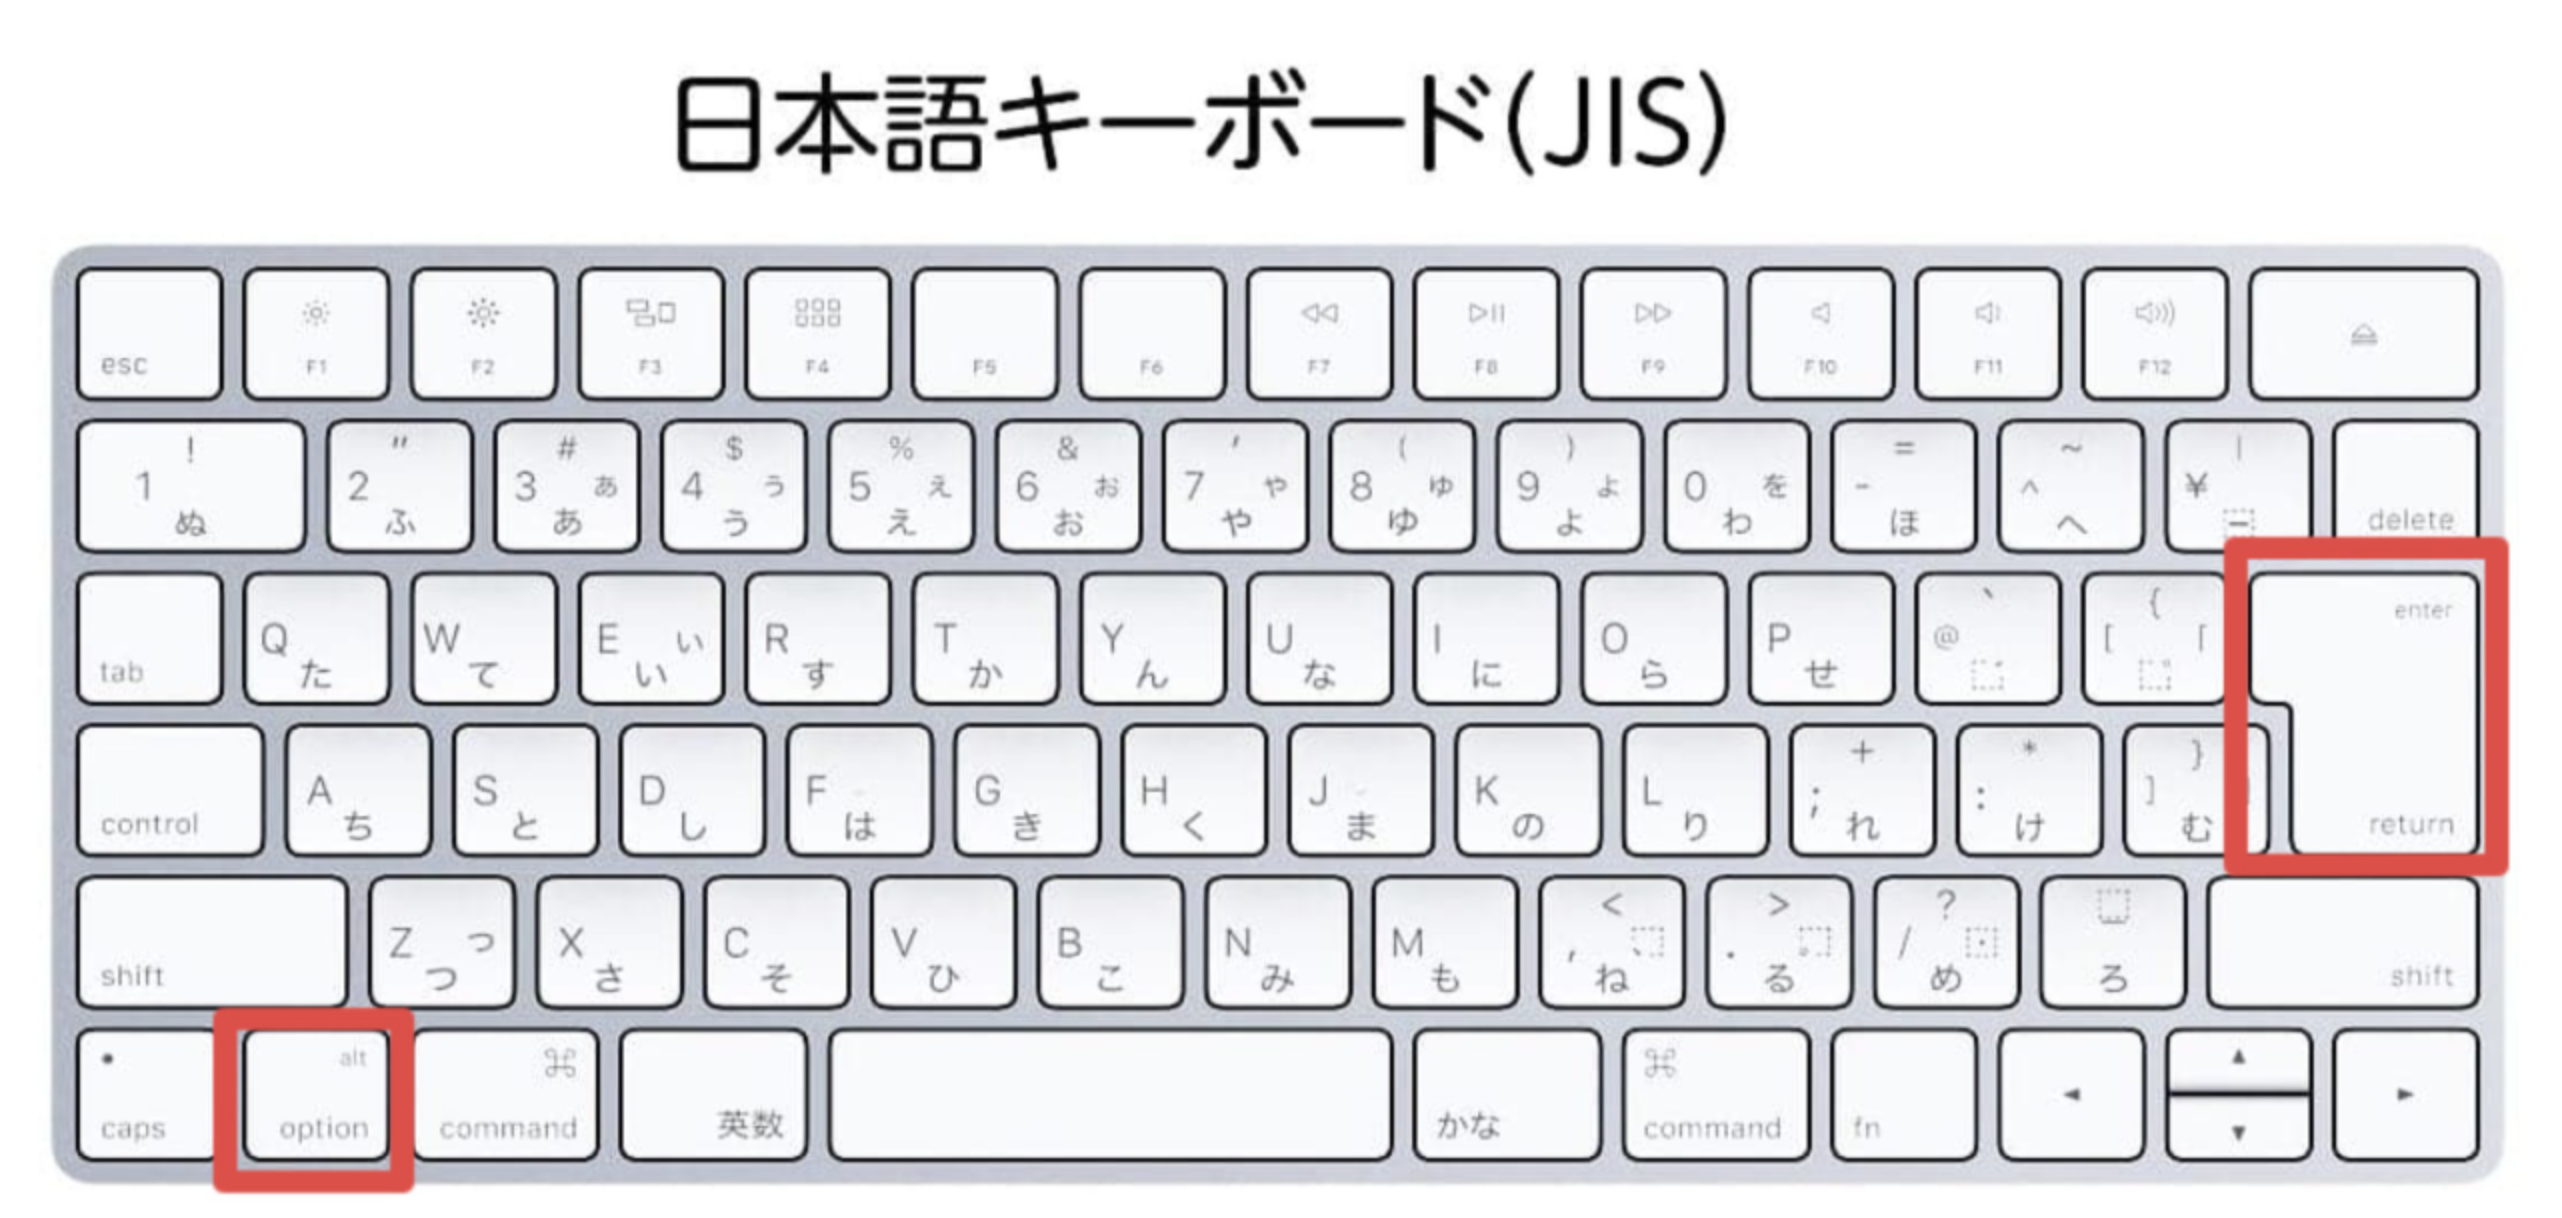 日本語キーボード(JIS)
esc F1 F2 F3 F4 F5 F6 F7 F8 F9 F10 F11 F12
! " # $ % & ' ( ) = ~ |
1 2 3 あ 4 ぅ 5 ぇ 6 ぉ 7 ゃ 8 ゅ 9 ょ 0 を - ^ ¥
ぬ ふ あ う え お や ゆ よ わ ほ へ ー delete
` { enter
Q W E ぃ R T Y U I O P @ [ 「
tab た て い す か ん な に ら せ ゛ ゜
+ * }
A S D F G H J K L ; : ]
control ち と し は き く ま の り れ け む return
< > ?
Z っ X C V B N M , 、 . 。 / ・
shift つ さ そ ひ こ み も ね る め ろ shift
alt ⌘ ⌘
caps option command 英数 かな command fn